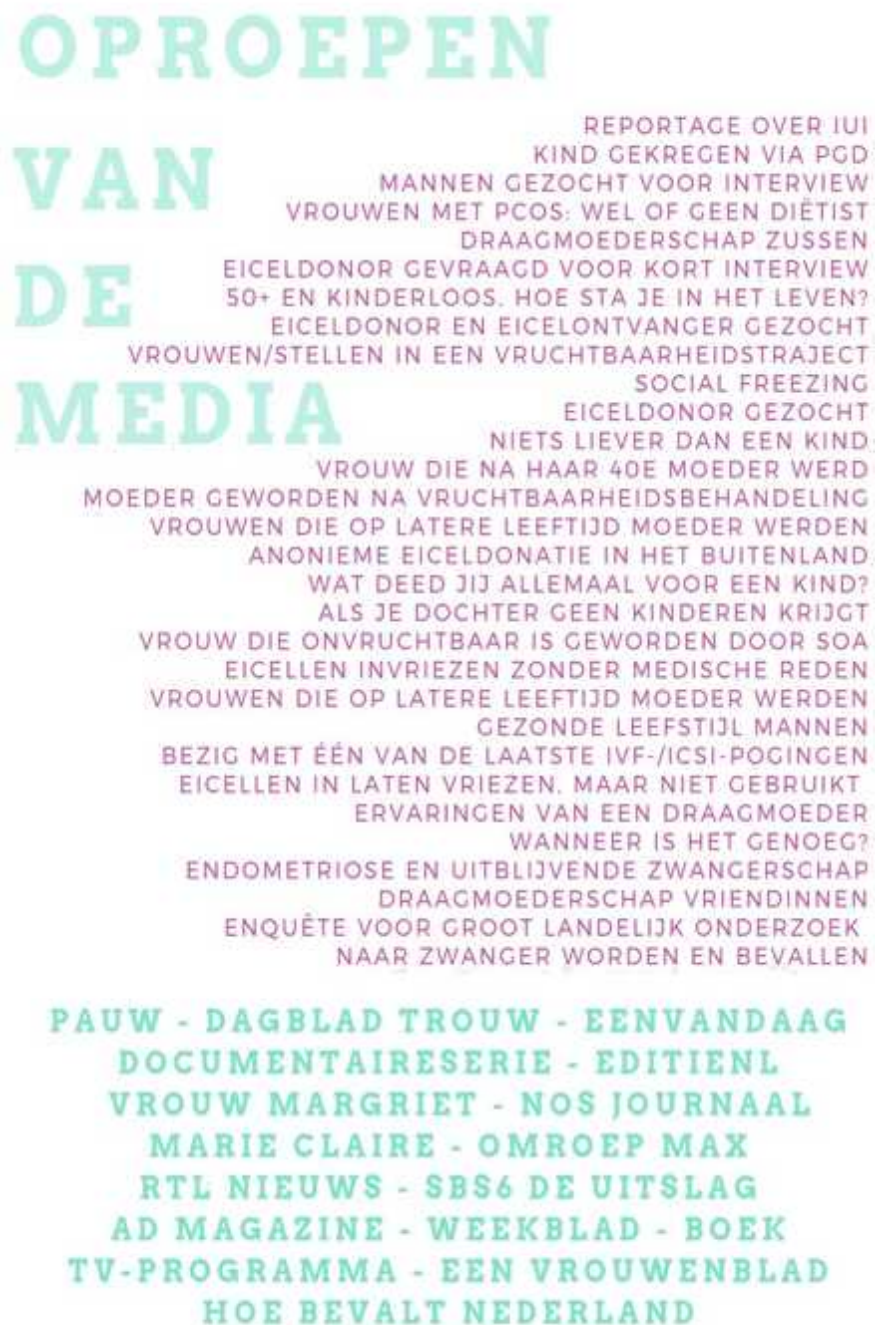 OPROEPEN
VAN
DE
MEDIA
REPORTAGE OVER IUI
KIND GEKREGEN VIA PGD
MANNEN GEZOCHT VOOR INTERVIEW
VROUWEN MET PCOS: WEL OF GEEN DIËTIST
DRAAGMOEDERSCHAP ZUSSEN
EICELDONOR GEVRAAGD VOOR KORT INTERVIEW
50+ EN KINDERLOOS. HOE STA JE IN HET LEVEN?
EICELDONOR EN EICELONTVANGER GEZOCHT
VROUWEN/STELLEN IN EEN VRUCHTBAARHEIDSTRAJECT
SOCIAL FREEZING
EICELDONOR GEZOCHT
NIETS LIEVER DAN EEN KIND
VROUW DIE NA HAAR 40E MOEDER WERD
MOEDER GEWORDEN NA VRUCHTBAARHEIDSBEHANDELING
VROUWEN DIE OP LATERE LEEFTIJD MOEDER WERDEN
ANONIEME EICELDONATIE IN HET BUITENLAND
WAT DEED JIJ ALLEMAAL VOOR EEN KIND?
ALS JE DOCHTER GEEN KINDEREN KRIJGT
VROUW DIE ONVRUCHTBAAR IS GEWORDEN DOOR SOA
EICELLEN INVRIEZEN ZONDER MEDISCHE REDEN
VROUWEN DIE OP LATERE LEEFTIJD MOEDER WERDEN
GEZONDE LEEFSTIJL MANNEN
BEZIG MET ÉÉN VAN DE LAATSTE IVF-/ICSI-POGINGEN
EICELLEN IN LATEN VRIEZEN. MAAR NIET GEBRUIKT
ERVARINGEN VAN EEN DRAAGMOEDER
WANNEER IS HET GENOEG?
ENDOMETRIOSE EN UITBLIJVENDE ZWANGERSCHAP
DRAAGMOEDERSCHAP VRIENDINNEN
ENQUÊTE VOOR GROOT LANDELIJK ONDERZOEK
NAAR ZWANGER WORDEN EN BEVALLEN
PAUW - DAGBLAD TROUW - EENVANDAAG
DOCUMENTAIRESERIE - EDITIENL
VROUW MARGRIET - NOS JOURNAAL
MARIE CLAIRE - OMROEP MAX
RTL NIEUWS - SBS6 DE UITSLAG
AD MAGAZINE - WEEKBLAD - BOEK
TV-PROGRAMMA - EEN VROUWENBLAD
HOE BEVALT NEDERLAND